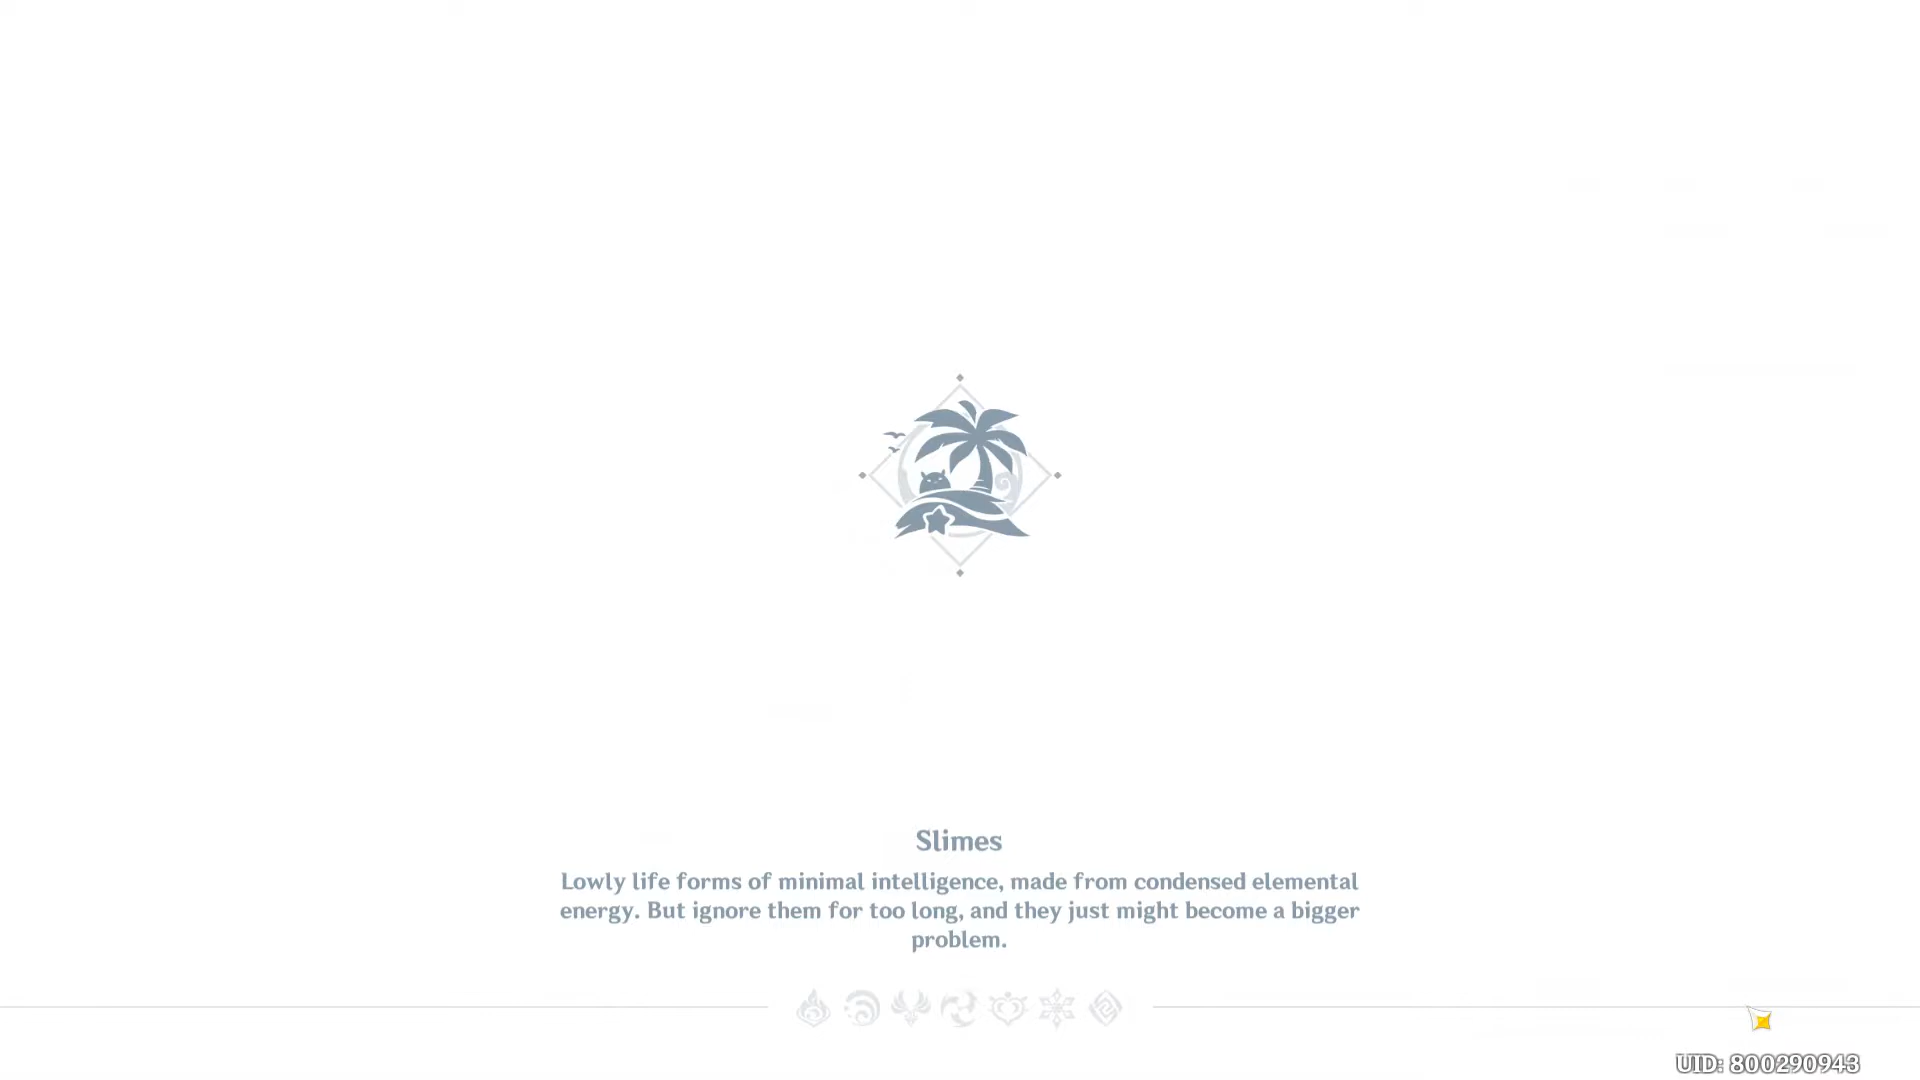 Slimes
Lowly life forms of minimal intelligence, made from condensed elemental
energy. But ignore them for too long, and they just might become a bigger
problem.
UID: 800290943